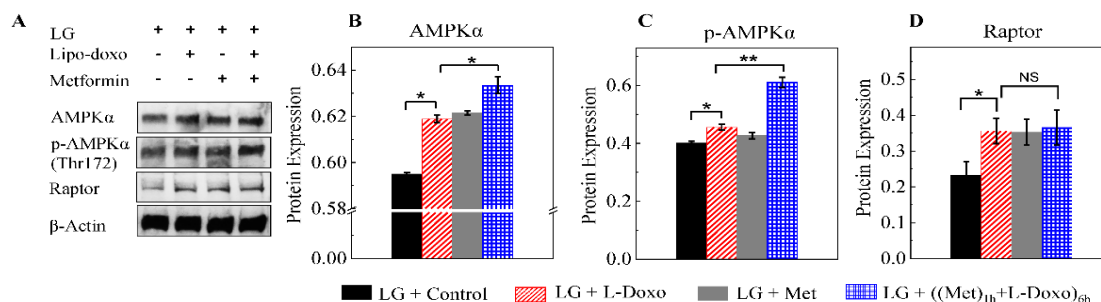 A
LG + + + +
Lipo-doxo - + - +
Metformin - - + +
AMPKα
p-AMPKα
(Thr172)
Raptor
β-Actin
B
AMPKα
Protein Expression
0.64
0.62
0.60
0.58
0.00
*
*
C
p-AMPKα
Protein Expression
0.6
0.4
0.2
0.0
*
**
D
Raptor
Protein Expression
0.5
0.4
0.3
0.2
0.1
0.0
*
NS
LG + Control LG + L-Doxo LG + Met LG + ((Met)1h+L-Doxo)6h